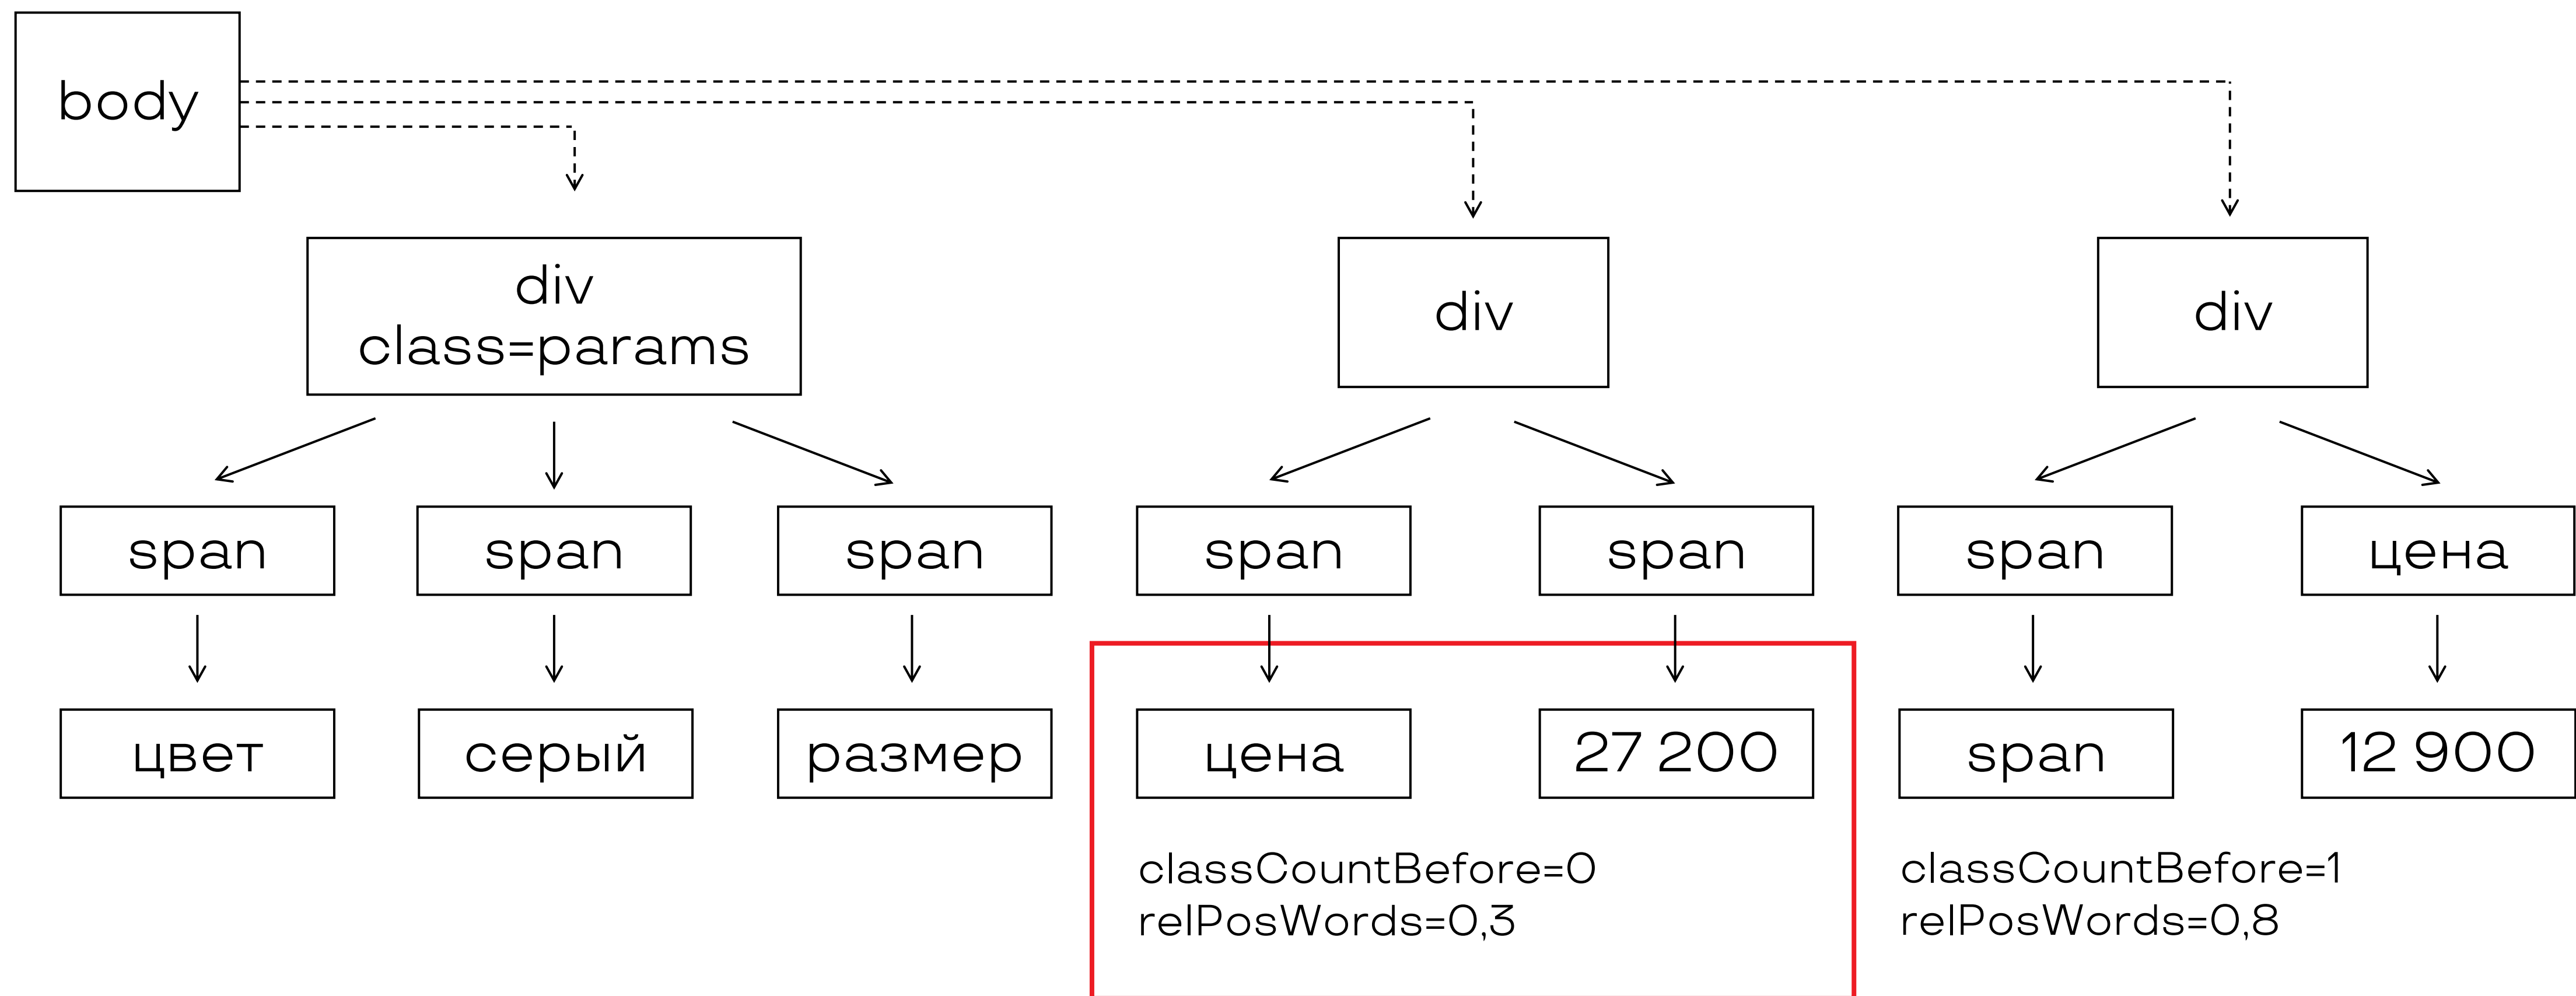 body
div
class=params
div
div
span
span
span
span
span
span
цена
цвет
серый
размер
цена
27 200
span
12 900
classCountBefore=0
relPosWords=0,3
classCountBefore=1
relPosWords=0,8